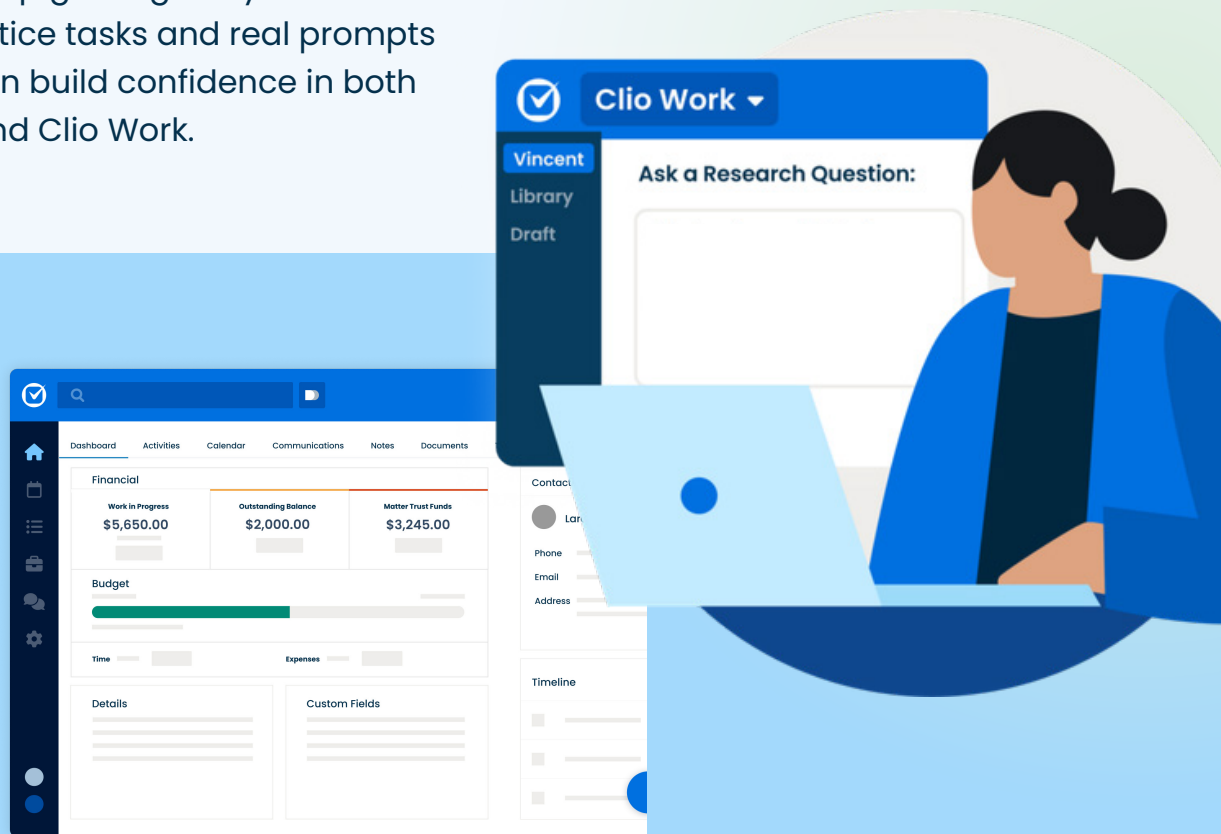 tice tasks and real prompts
n build confidence in both
nd Clio Work.
Clio Work
Vincent
Library
Draft
Ask a Research Question:
Dashboard Activities Calendar Communications Notes Documents
Financial
Work in Progress Outstanding Balance Matter Trust Funds
$5,650.00 $2,000.00 $3,245.00
Budget
Time Expenses
Details Custom Fields
Contact
Lar
Phone
Email
Address
Timeline